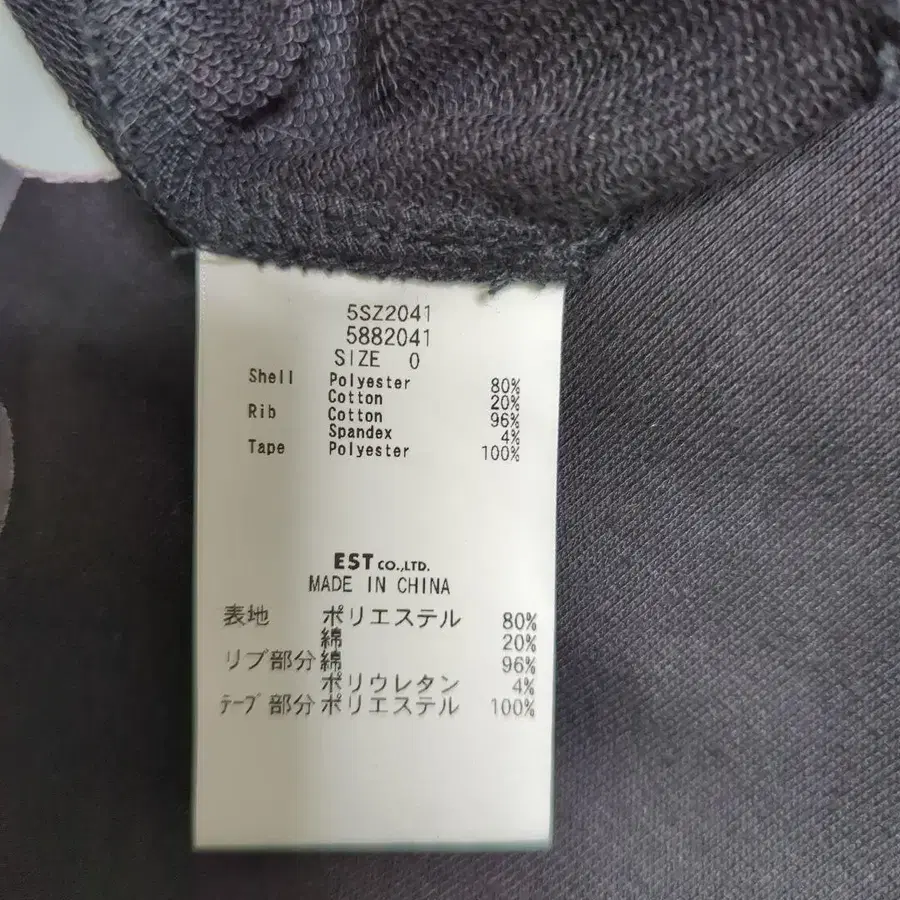 5SZ2041
5882041
SIZE 0
Shell Polyester 80%
Cotton 20%
Rib Cotton 96%
Spandex 4%
Tape Polyester 100%
EST CO.,LTD.
MADE IN CHINA
表地 ポリエステル 80%
綿 20%
リブ部分 綿 96%
ポリウレタン 4%
テープ部分 ポリエステル 100%